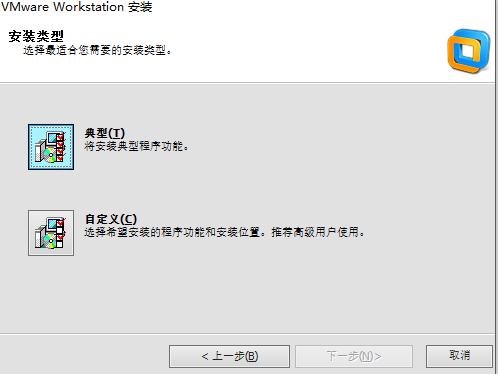 VMware Workstation 安装
安装类型
选择最适合您需要的安装类型。
典型(T)
将安装典型程序功能。
自定义(C)
选择希望安装的程序功能和安装位置。推荐高级用户使用。
< 上一步(B)
下一步(N)>
取消